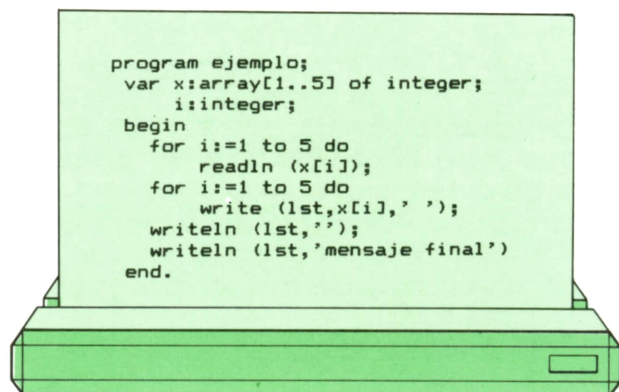 program ejemplo;
var x:array[1..5] of integer;
i:integer;
begin
for i:=1 to 5 do
readln (x[i]);
for i:=1 to 5 do
write (lst,x[i],' ');
writeln (lst,'');
writeln (lst,'mensaje final')
end.